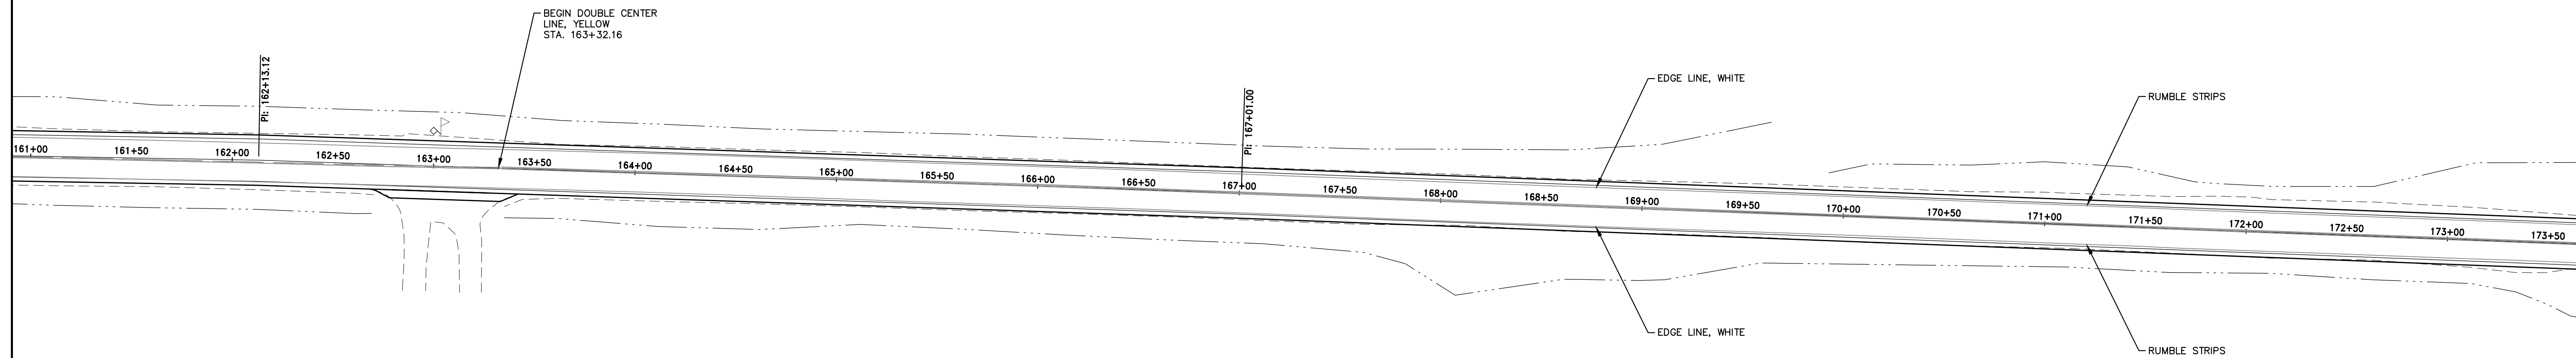 BEGIN DOUBLE CENTER
LINE, YELLOW
STA. 163+32.16
PI: 162+13.12
PI: 167+01.00
EDGE LINE, WHITE
RUMBLE STRIPS
161+00
161+50
162+00
162+50
163+00
163+50
164+00
164+50
165+00
165+50
166+00
166+50
167+00
167+50
168+00
168+50
169+00
169+50
170+00
170+50
171+00
171+50
172+00
172+50
173+00
173+50
EDGE LINE, WHITE
RUMBLE STRIPS